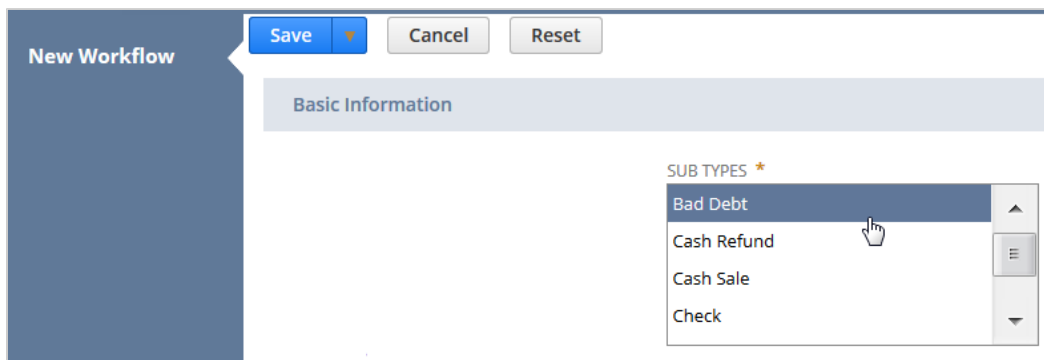 Save Cancel Reset
New Workflow
Basic Information
SUB TYPES *
Bad Debt
Cash Refund
Cash Sale
Check